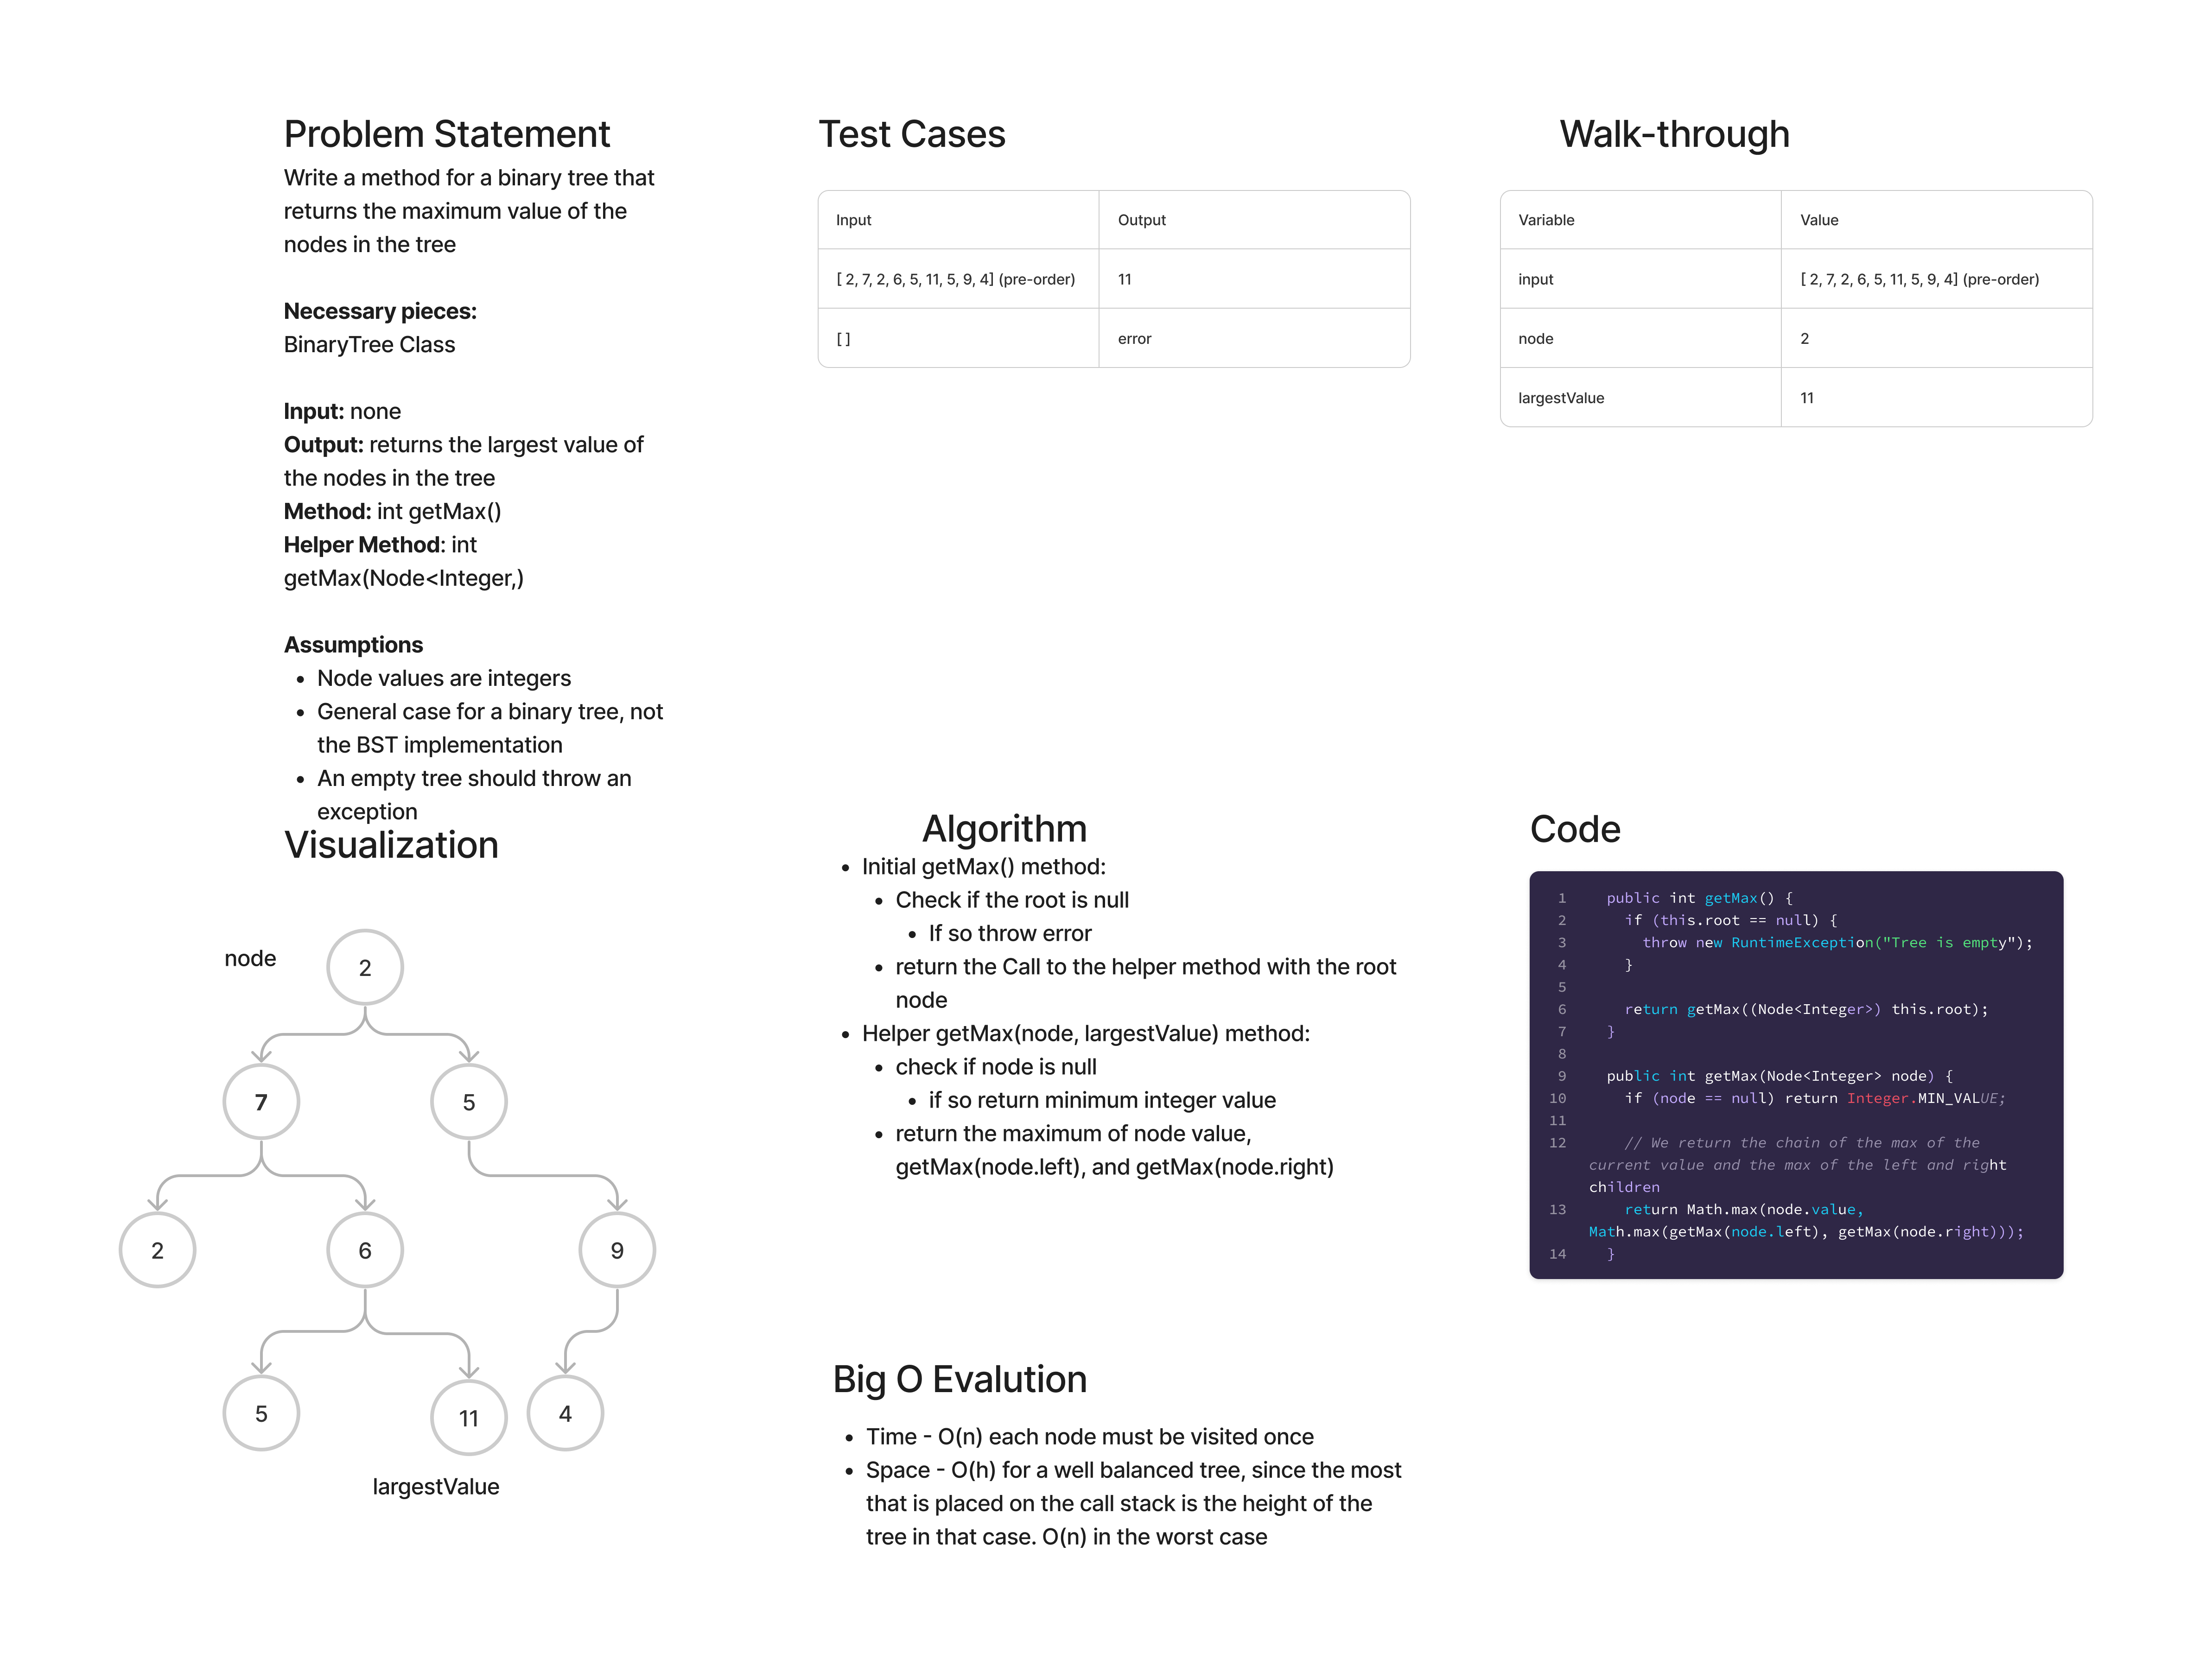 Problem Statement
Write a method for a binary tree that
returns the maximum value of the
nodes in the tree
Necessary pieces:
BinaryTree Class
Input: none
Output: returns the largest value of
the nodes in the tree
Method: int getMax()
Helper Method: int
getMax(Node<Integer,)
Assumptions
• Node values are integers
• General case for a binary tree, not
the BST implementation
• An empty tree should throw an
exception
Test Cases
Input Output
[ 2, 7, 2, 6, 5, 11, 5, 9, 4] (pre-order) 11
[ ] error
Walk-through
Variable Value
input [ 2, 7, 2, 6, 5, 11, 5, 9, 4] (pre-order)
node 2
largestValue 11
Visualization
node
2
7 5
2 6 9
5 11 4
largestValue
Algorithm
• Initial getMax() method:
• Check if the root is null
• If so throw error
• return the Call to the helper method with the root
node
• Helper getMax(node, largestValue) method:
• check if node is null
• if so return minimum integer value
• return the maximum of node value,
getMax(node.left), and getMax(node.right)
Code
1 public int getMax() {
2 if (this.root == null) {
3 throw new RuntimeException("Tree is empty");
4 }
5
6 return getMax((Node<Integer>) this.root);
7 }
8
9 public int getMax(Node<Integer> node) {
10 if (node == null) return Integer.MIN_VALUE;
11
12 // We return the chain of the max of the
current value and the max of the left and right
children
13 return Math.max(node.value,
Math.max(getMax(node.left), getMax(node.right)));
14 }
Big O Evalution
• Time - O(n) each node must be visited once
• Space - O(h) for a well balanced tree, since the most
that is placed on the call stack is the height of the
tree in that case. O(n) in the worst case